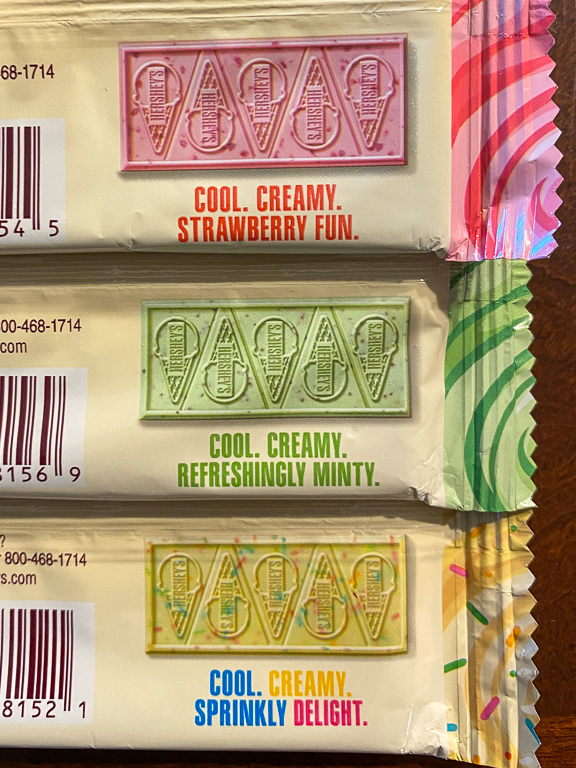 468-1714
HERSHEY'S HERSHEY'S HERSHEY'S HERSHEY'S HERSHEY'S
54 5
COOL. CREAMY.
STRAWBERRY FUN.
800-468-1714
.com
HERSHEY'S HERSHEY'S HERSHEY'S HERSHEY'S HERSHEY'S
8156 9
COOL. CREAMY.
REFRESHINGLY MINTY.
?
800-468-1714
s.com
HERSHEY'S HERSHEY'S HERSHEY'S HERSHEY'S HERSHEY'S
8152 1
COOL. CREAMY.
SPRINKLY DELIGHT.